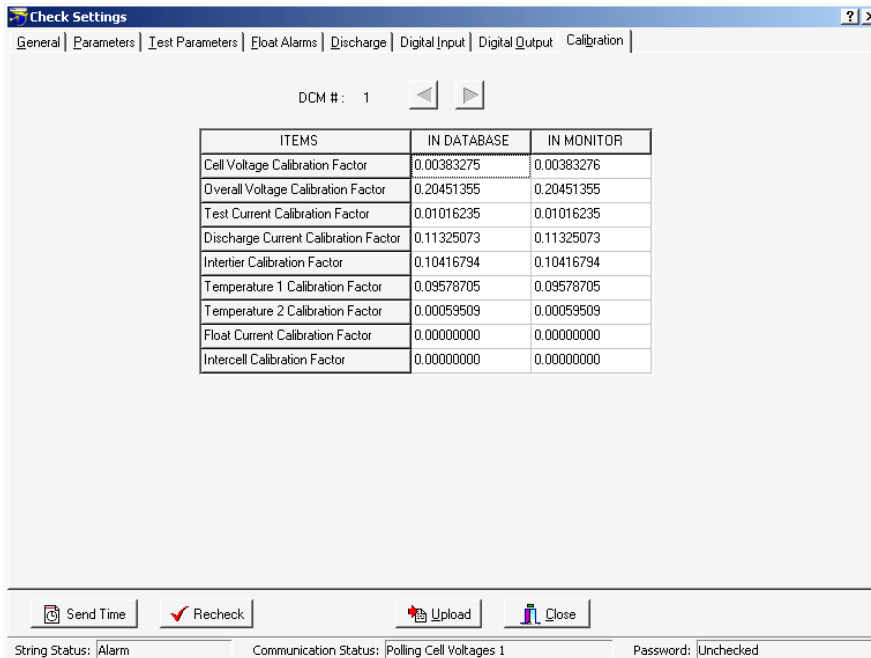 Check Settings
General Parameters Test Parameters Float Alarms Discharge Digital Input Digital Output Calibration
DCM # : 1
ITEMS IN DATABASE IN MONITOR
Cell Voltage Calibration Factor 0.00383275 0.00383276
Overall Voltage Calibration Factor 0.20451355 0.20451355
Test Current Calibration Factor 0.01016235 0.01016235
Discharge Current Calibration Factor 0.11325073 0.11325073
Intertier Calibration Factor 0.10416794 0.10416794
Temperature 1 Calibration Factor 0.09578705 0.09578705
Temperature 2 Calibration Factor 0.00059509 0.00059509
Float Current Calibration Factor 0.00000000 0.00000000
Intercell Calibration Factor 0.00000000 0.00000000
Send Time Recheck Upload Close
String Status: Alarm Communication Status: Polling Cell Voltages 1 Password: Unchecked